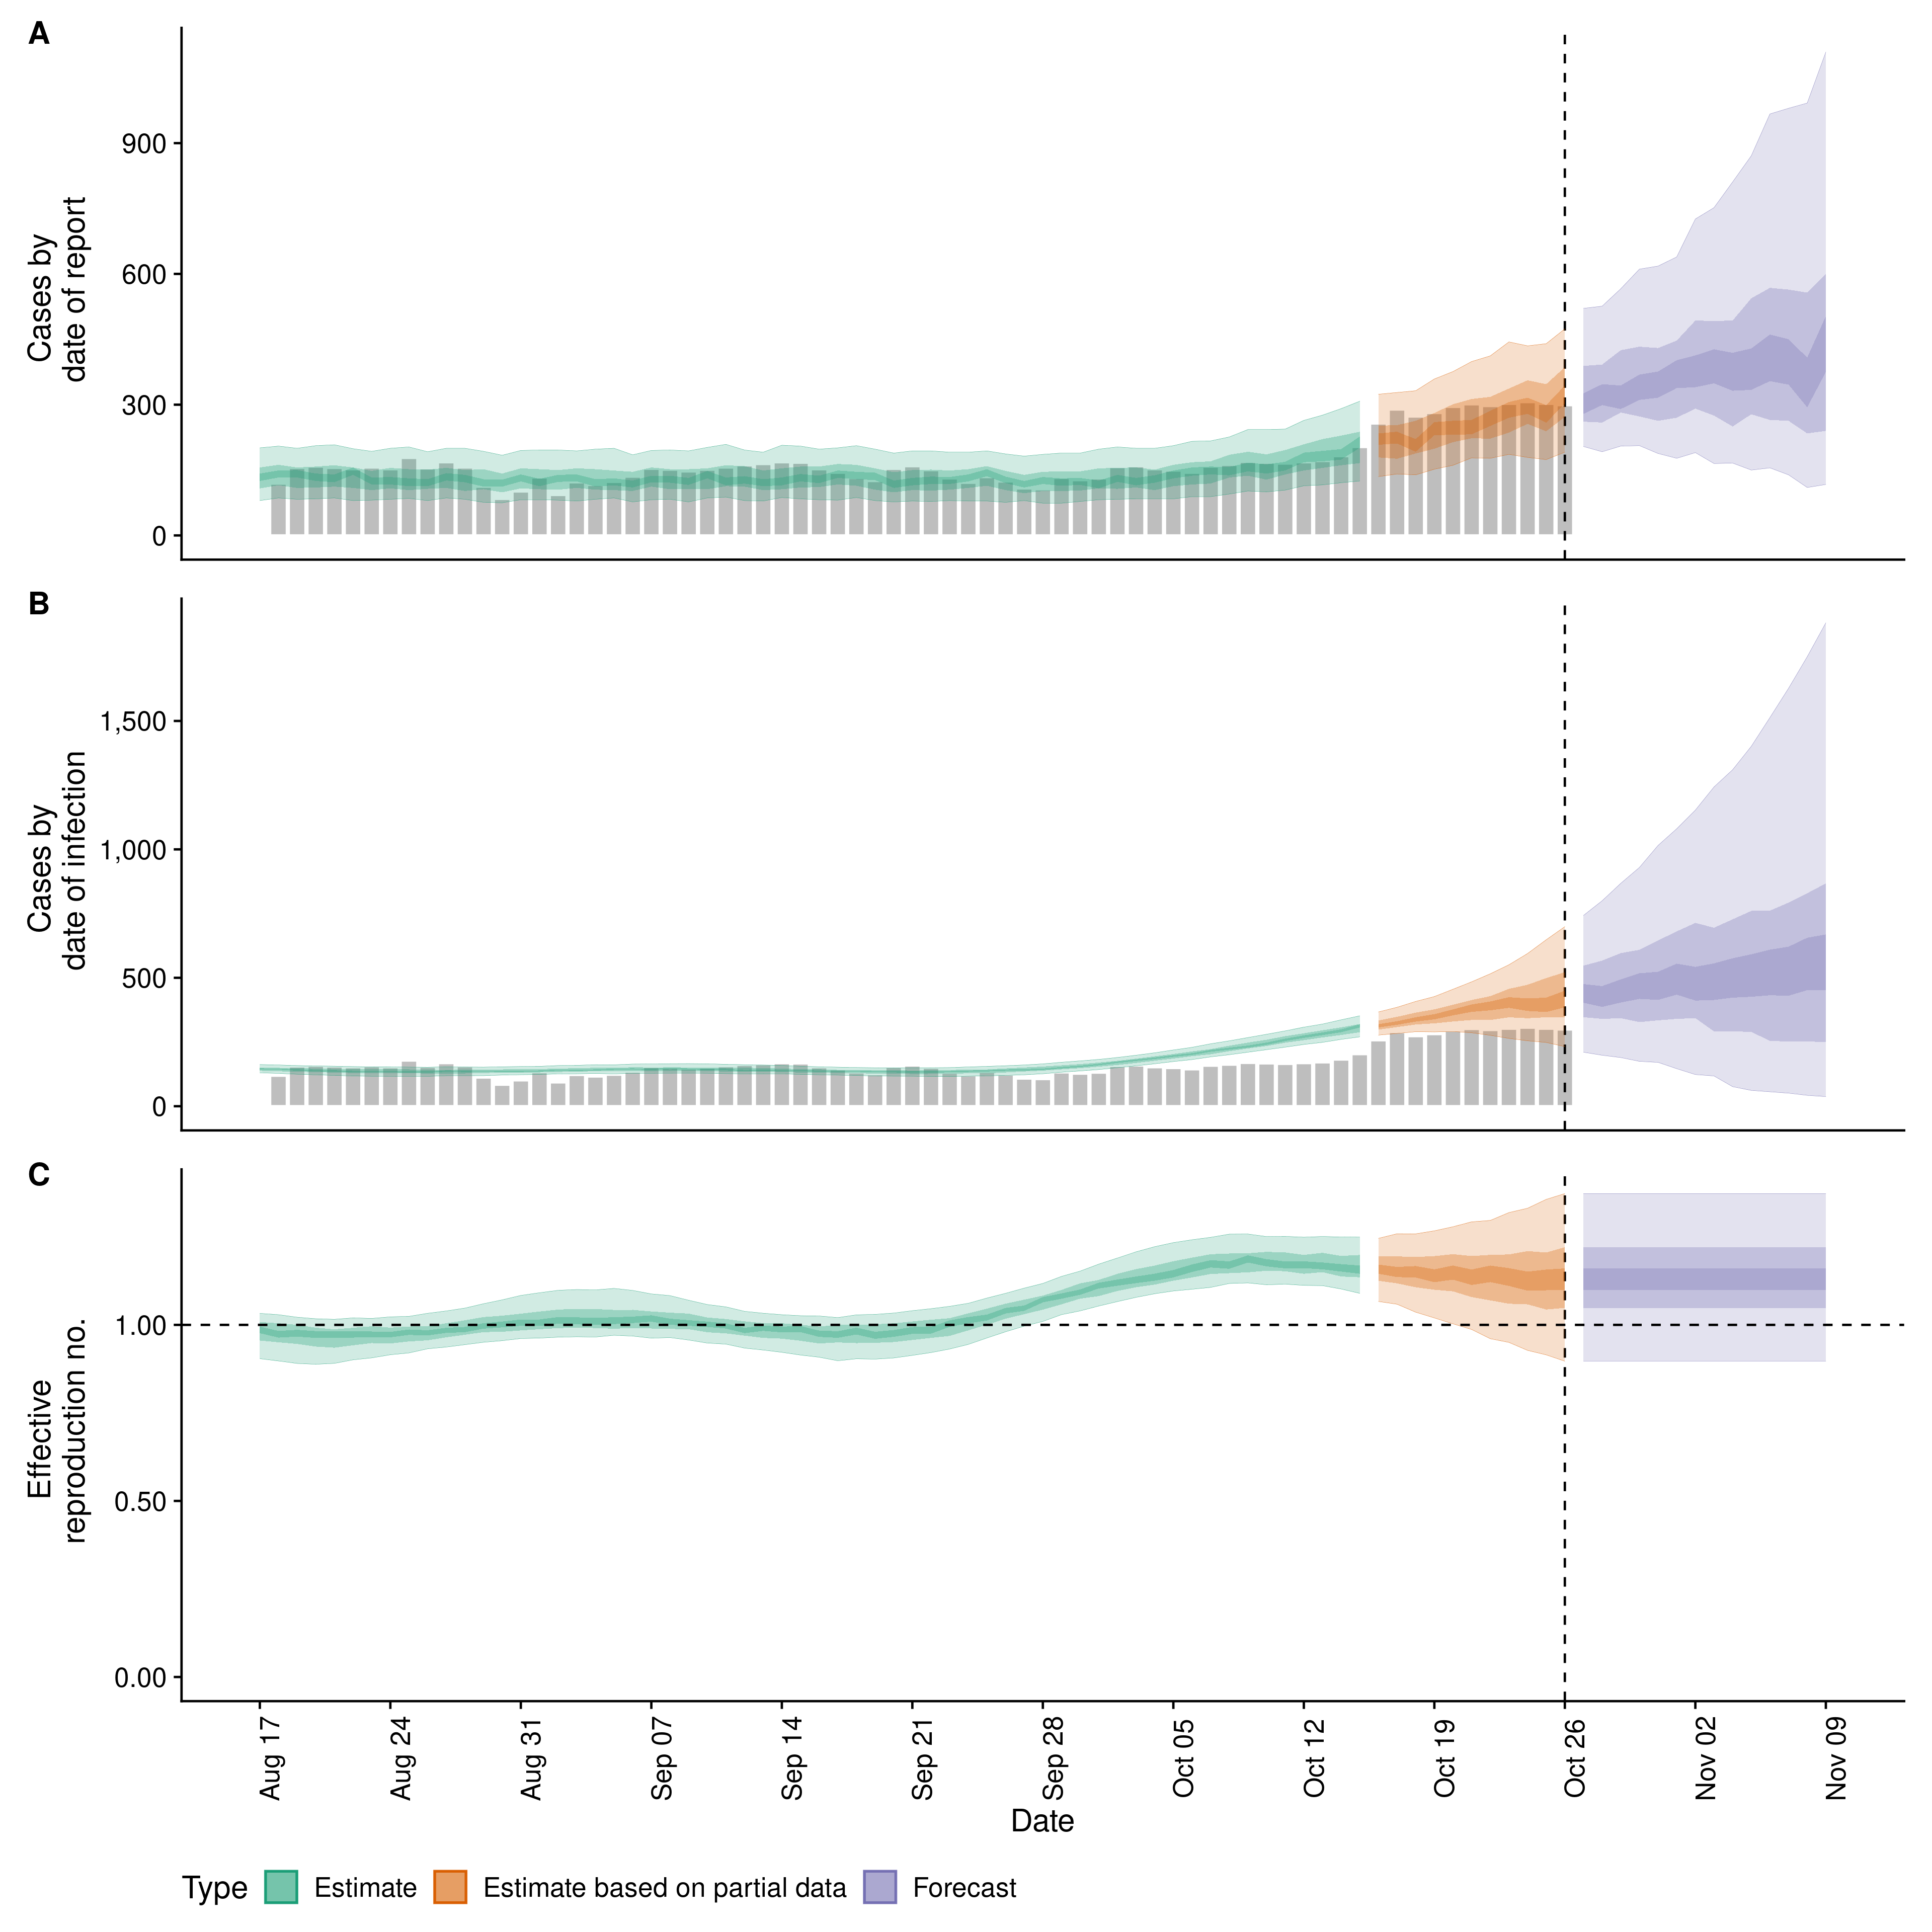 A
Cases by
date of report
900
600
300
0
B
Cases by
date of infection
1,500
1,000
500
0
C
Effective
reproduction no.
1.00
0.50
0.00
Aug 17
Aug 24
Aug 31
Sep 07
Sep 14
Sep 21
Sep 28
Oct 05
Oct 12
Oct 19
Oct 26
Nov 02
Nov 09
Date
Type Estimate Estimate based on partial data Forecast